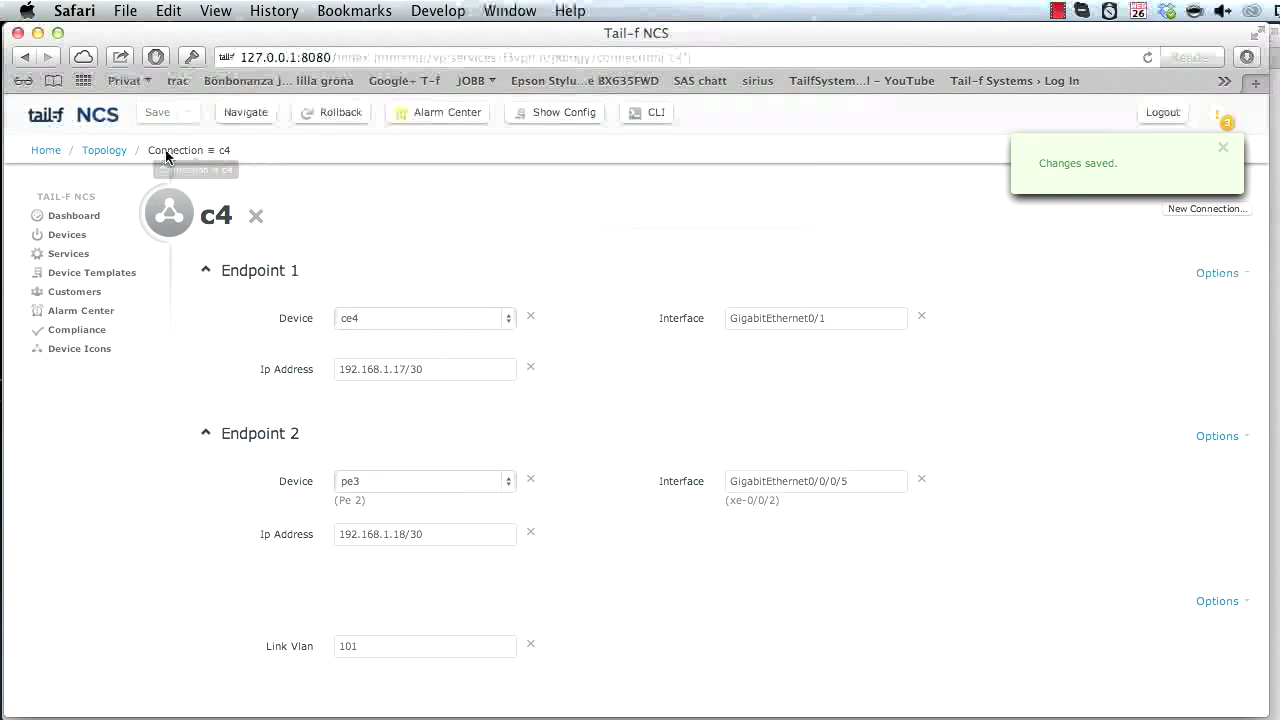 Safari File Edit View History Bookmarks Develop Window Help
Tail-f NCS
127.0.0.1:8080
Privat trac Bönbönanza J... lilla gröna Google+ T-f JOBB Epson Stylu...e BX635FWD SAS chatt sirius TailfSystem...l - YouTube Tail-f Systems › Log In
tail-f NCS Save Navigate Rollback Alarm Center Show Config CLI Logout 3
Home / Topology / Connection ≡ c4
Changes saved.
TAIL-F NCS
Dashboard
Devices
Services
Device Templates
Customers
Alarm Center
Compliance
Device Icons
c4
New Connection...
Endpoint 1
Options
Device ce4 Interface GigabitEthernet0/1
Ip Address 192.168.1.17/30
Endpoint 2
Options
Device pe3 Interface GigabitEthernet0/0/0/5
(Pe 2) (xe-0/0/2)
Ip Address 192.168.1.18/30
Options
Link Vlan 101